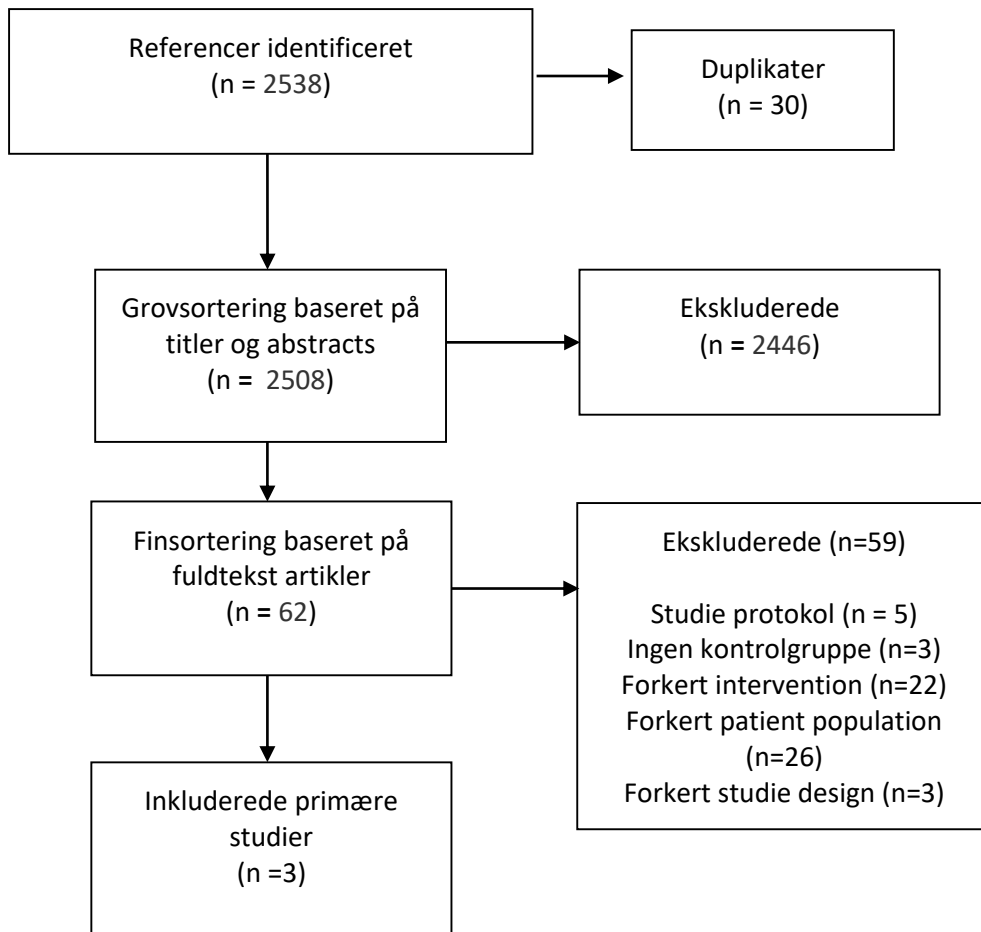 Referencer identificeret
(n = 2538)
Duplikater
(n = 30)
Grovsortering baseret på
titler og abstracts
(n =  2508)
Ekskluderede
(n = 2446)
Finsortering baseret på
fuldtekst artikler
(n = 62)
Ekskluderede (n=59)
Studie protokol (n = 5)
Ingen kontrolgruppe (n=3)
Forkert intervention (n=22)
Forkert patient population
(n=26)
Forkert studie design (n=3)
Inkluderede primære
studier
(n =3)